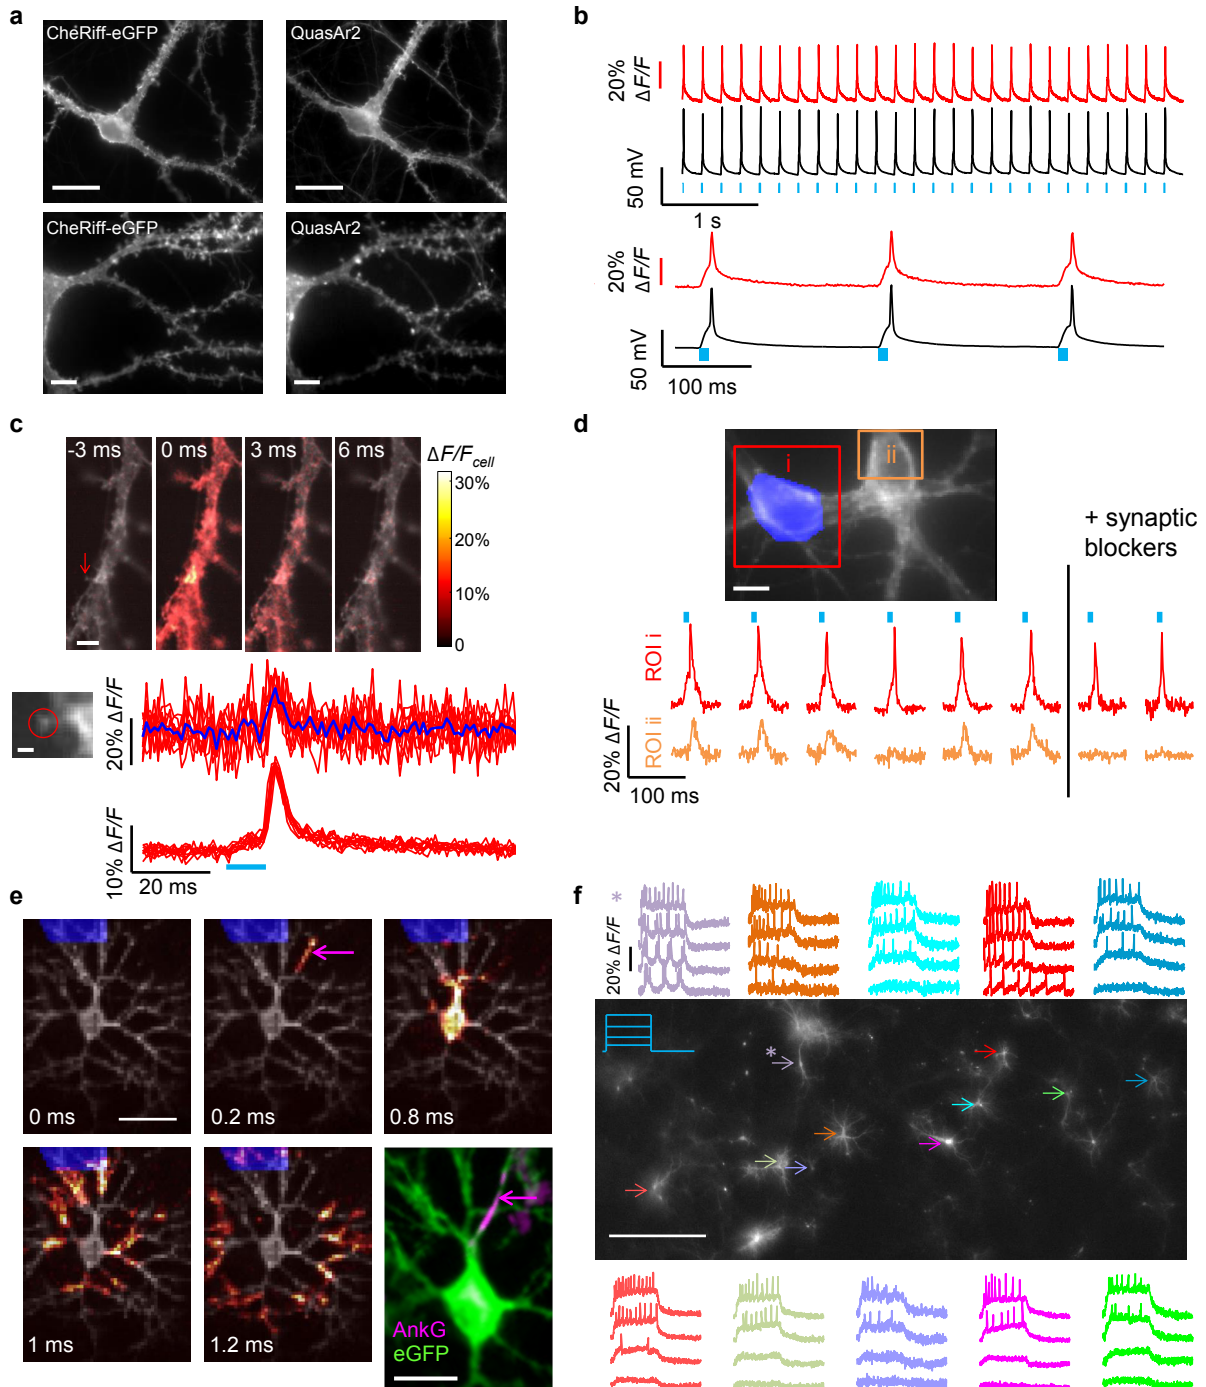 a
CheRiff-eGFP
QuasAr2
CheRiff-eGFP
QuasAr2
b
20%
ΔF/F
50 mV
1 s
20%
ΔF/F
50 mV
100 ms
c
-3 ms
0 ms
3 ms
6 ms
ΔF/Fcell
30%
20%
10%
0
20% ΔF/F
10% ΔF/F
20 ms
d
i
ii
+ synaptic
blockers
ROI i
ROI ii
20% ΔF/F
100 ms
e
0 ms
0.2 ms
0.8 ms
1 ms
1.2 ms
AnkG
eGFP
f
*
20% ΔF/F
*